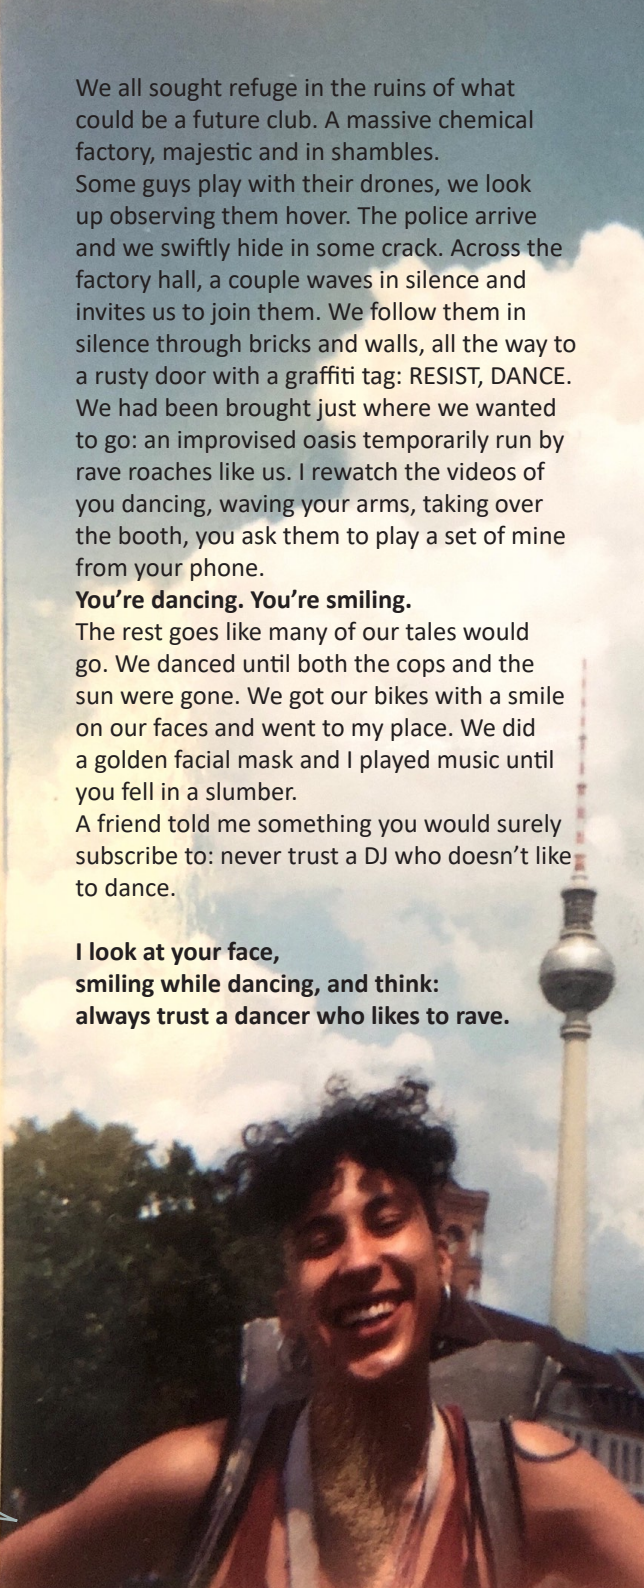 We all sought refuge in the ruins of what
could be a future club. A massive chemical
factory, majestic and in shambles.
Some guys play with their drones, we look
up observing them hover. The police arrive
and we swiftly hide in some crack. Across the
factory hall, a couple waves in silence and
invites us to join them. We follow them in
silence through bricks and walls, all the way to
a rusty door with a graffiti tag: RESIST, DANCE.
We had been brought just where we wanted
to go: an improvised oasis temporarily run by
rave roaches like us. I rewatch the videos of
you dancing, waving your arms, taking over
the booth, you ask them to play a set of mine
from your phone.
You’re dancing. You’re smiling.
The rest goes like many of our tales would
go. We danced until both the cops and the
sun were gone. We got our bikes with a smile
on our faces and went to my place. We did
a golden facial mask and I played music until
you fell in a slumber.
A friend told me something you would surely
subscribe to: never trust a DJ who doesn’t like
to dance.
I look at your face,
smiling while dancing, and think:
always trust a dancer who likes to rave.